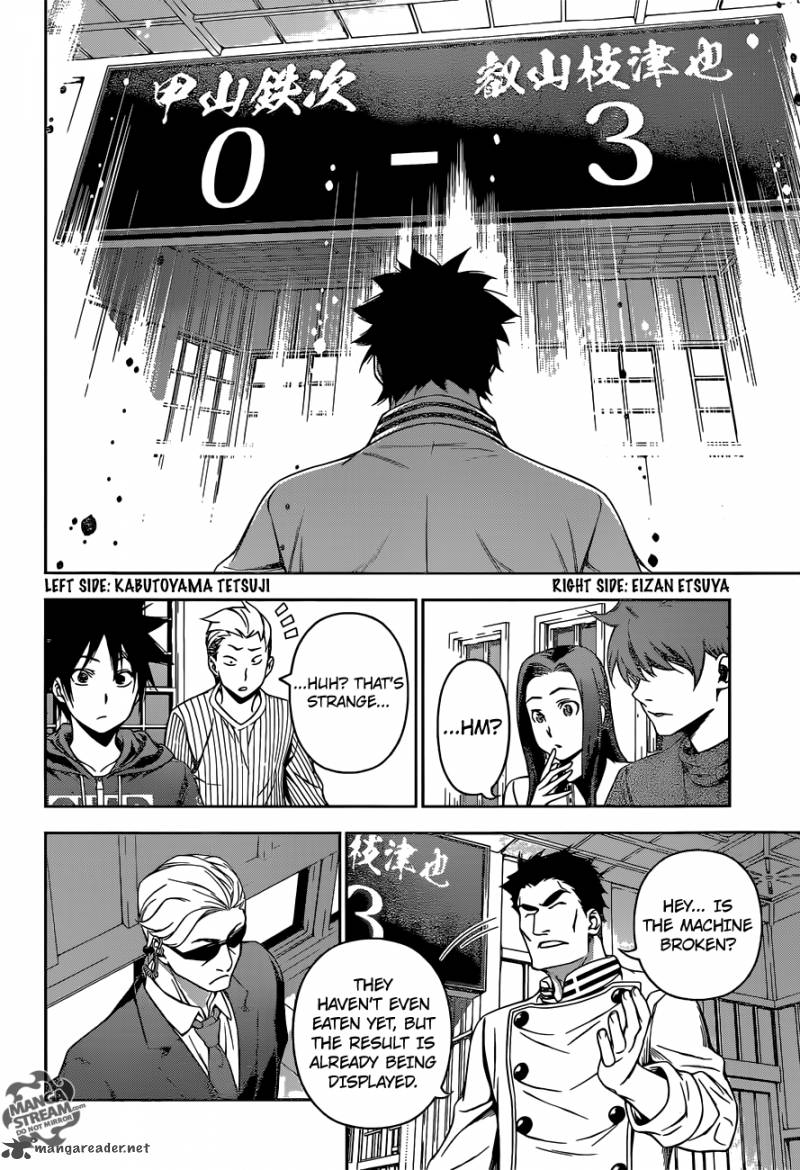 甲山鉄次
叡山枝津也
0 - 3
LEFT SIDE: KABUTOYAMA TETSUJI
RIGHT SIDE: EIZAN ETSUYA
...HM?
...HUH? THAT'S
STRANGE...
HEY... IS
THE MACHINE
BROKEN?
枝津也
3
THEY
HAVEN'T EVEN
EATEN YET, BUT
THE RESULT IS
ALREADY BEING
DISPLAYED.
MANGA
STREAM
.COM
DO NOT MIRROR
mangareader.net